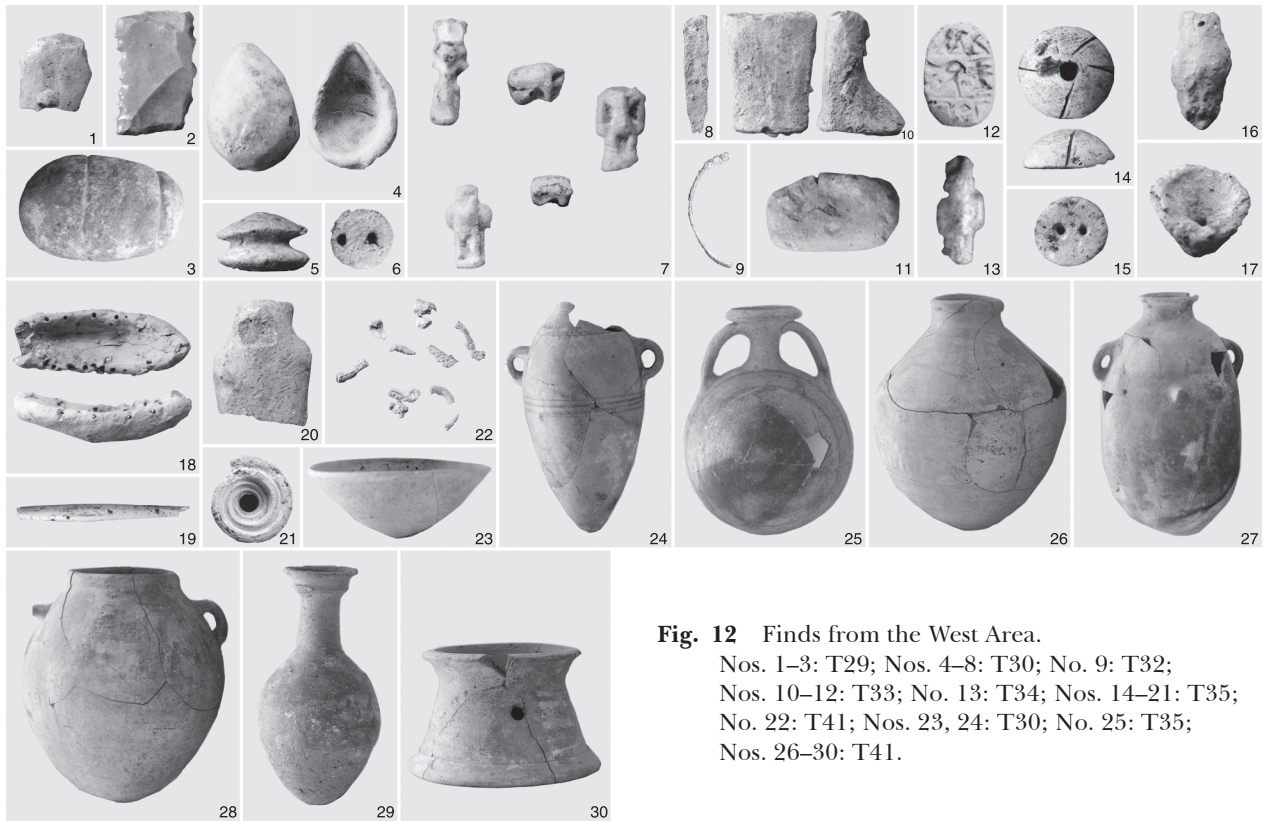 1 2 3 4 5 6 7 8 9 10 11 12 13 14 15 16 17 18 19 20 21 22 23 24 25 26 27 28 29 30
Fig. 12 Finds from the West Area.
Nos. 1–3: T29; Nos. 4–8: T30; No. 9: T32;
Nos. 10–12: T33; No. 13: T34; Nos. 14–21: T35;
No. 22: T41; Nos. 23, 24: T30; No. 25: T35;
Nos. 26–30: T41.